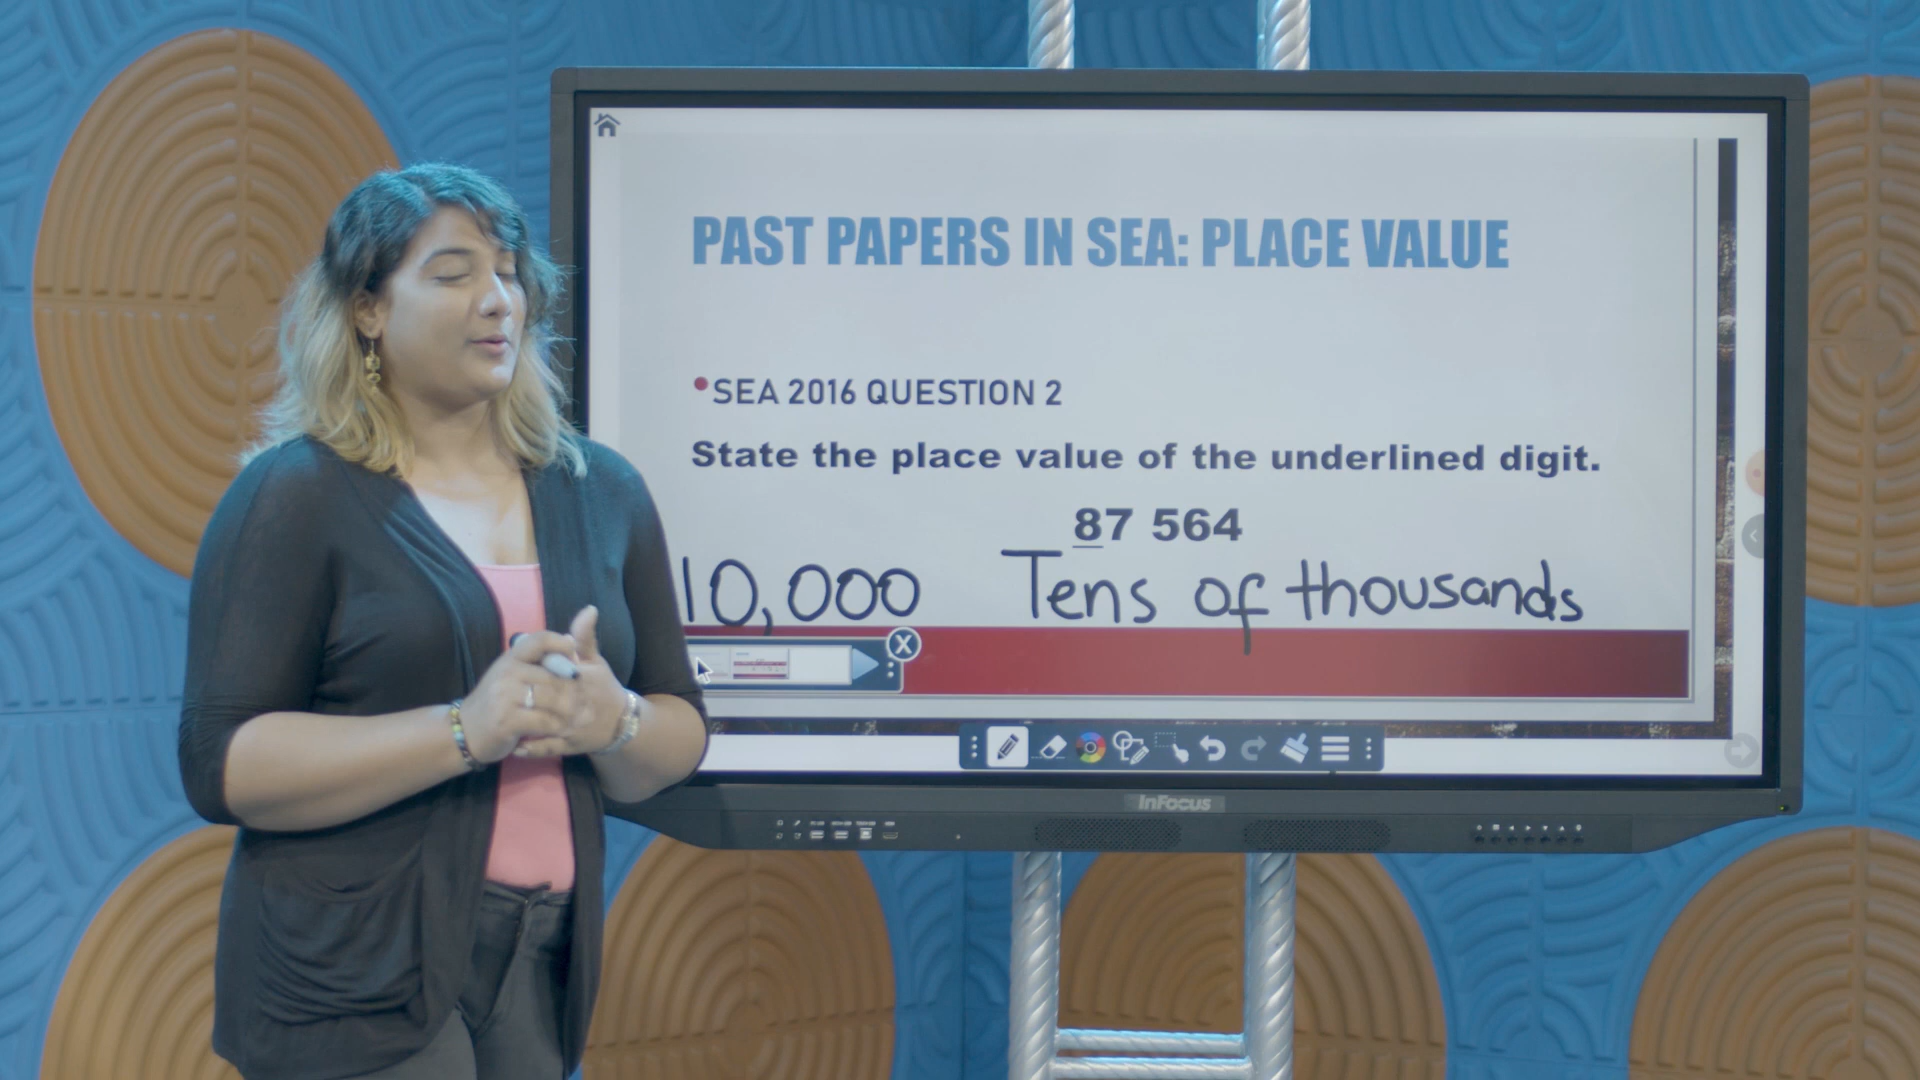 PAST PAPERS IN SEA: PLACE VALUE
•SEA 2016 QUESTION 2
State the place value of the underlined digit.
87 564
10,000 Tens of thousands
X
InFocus